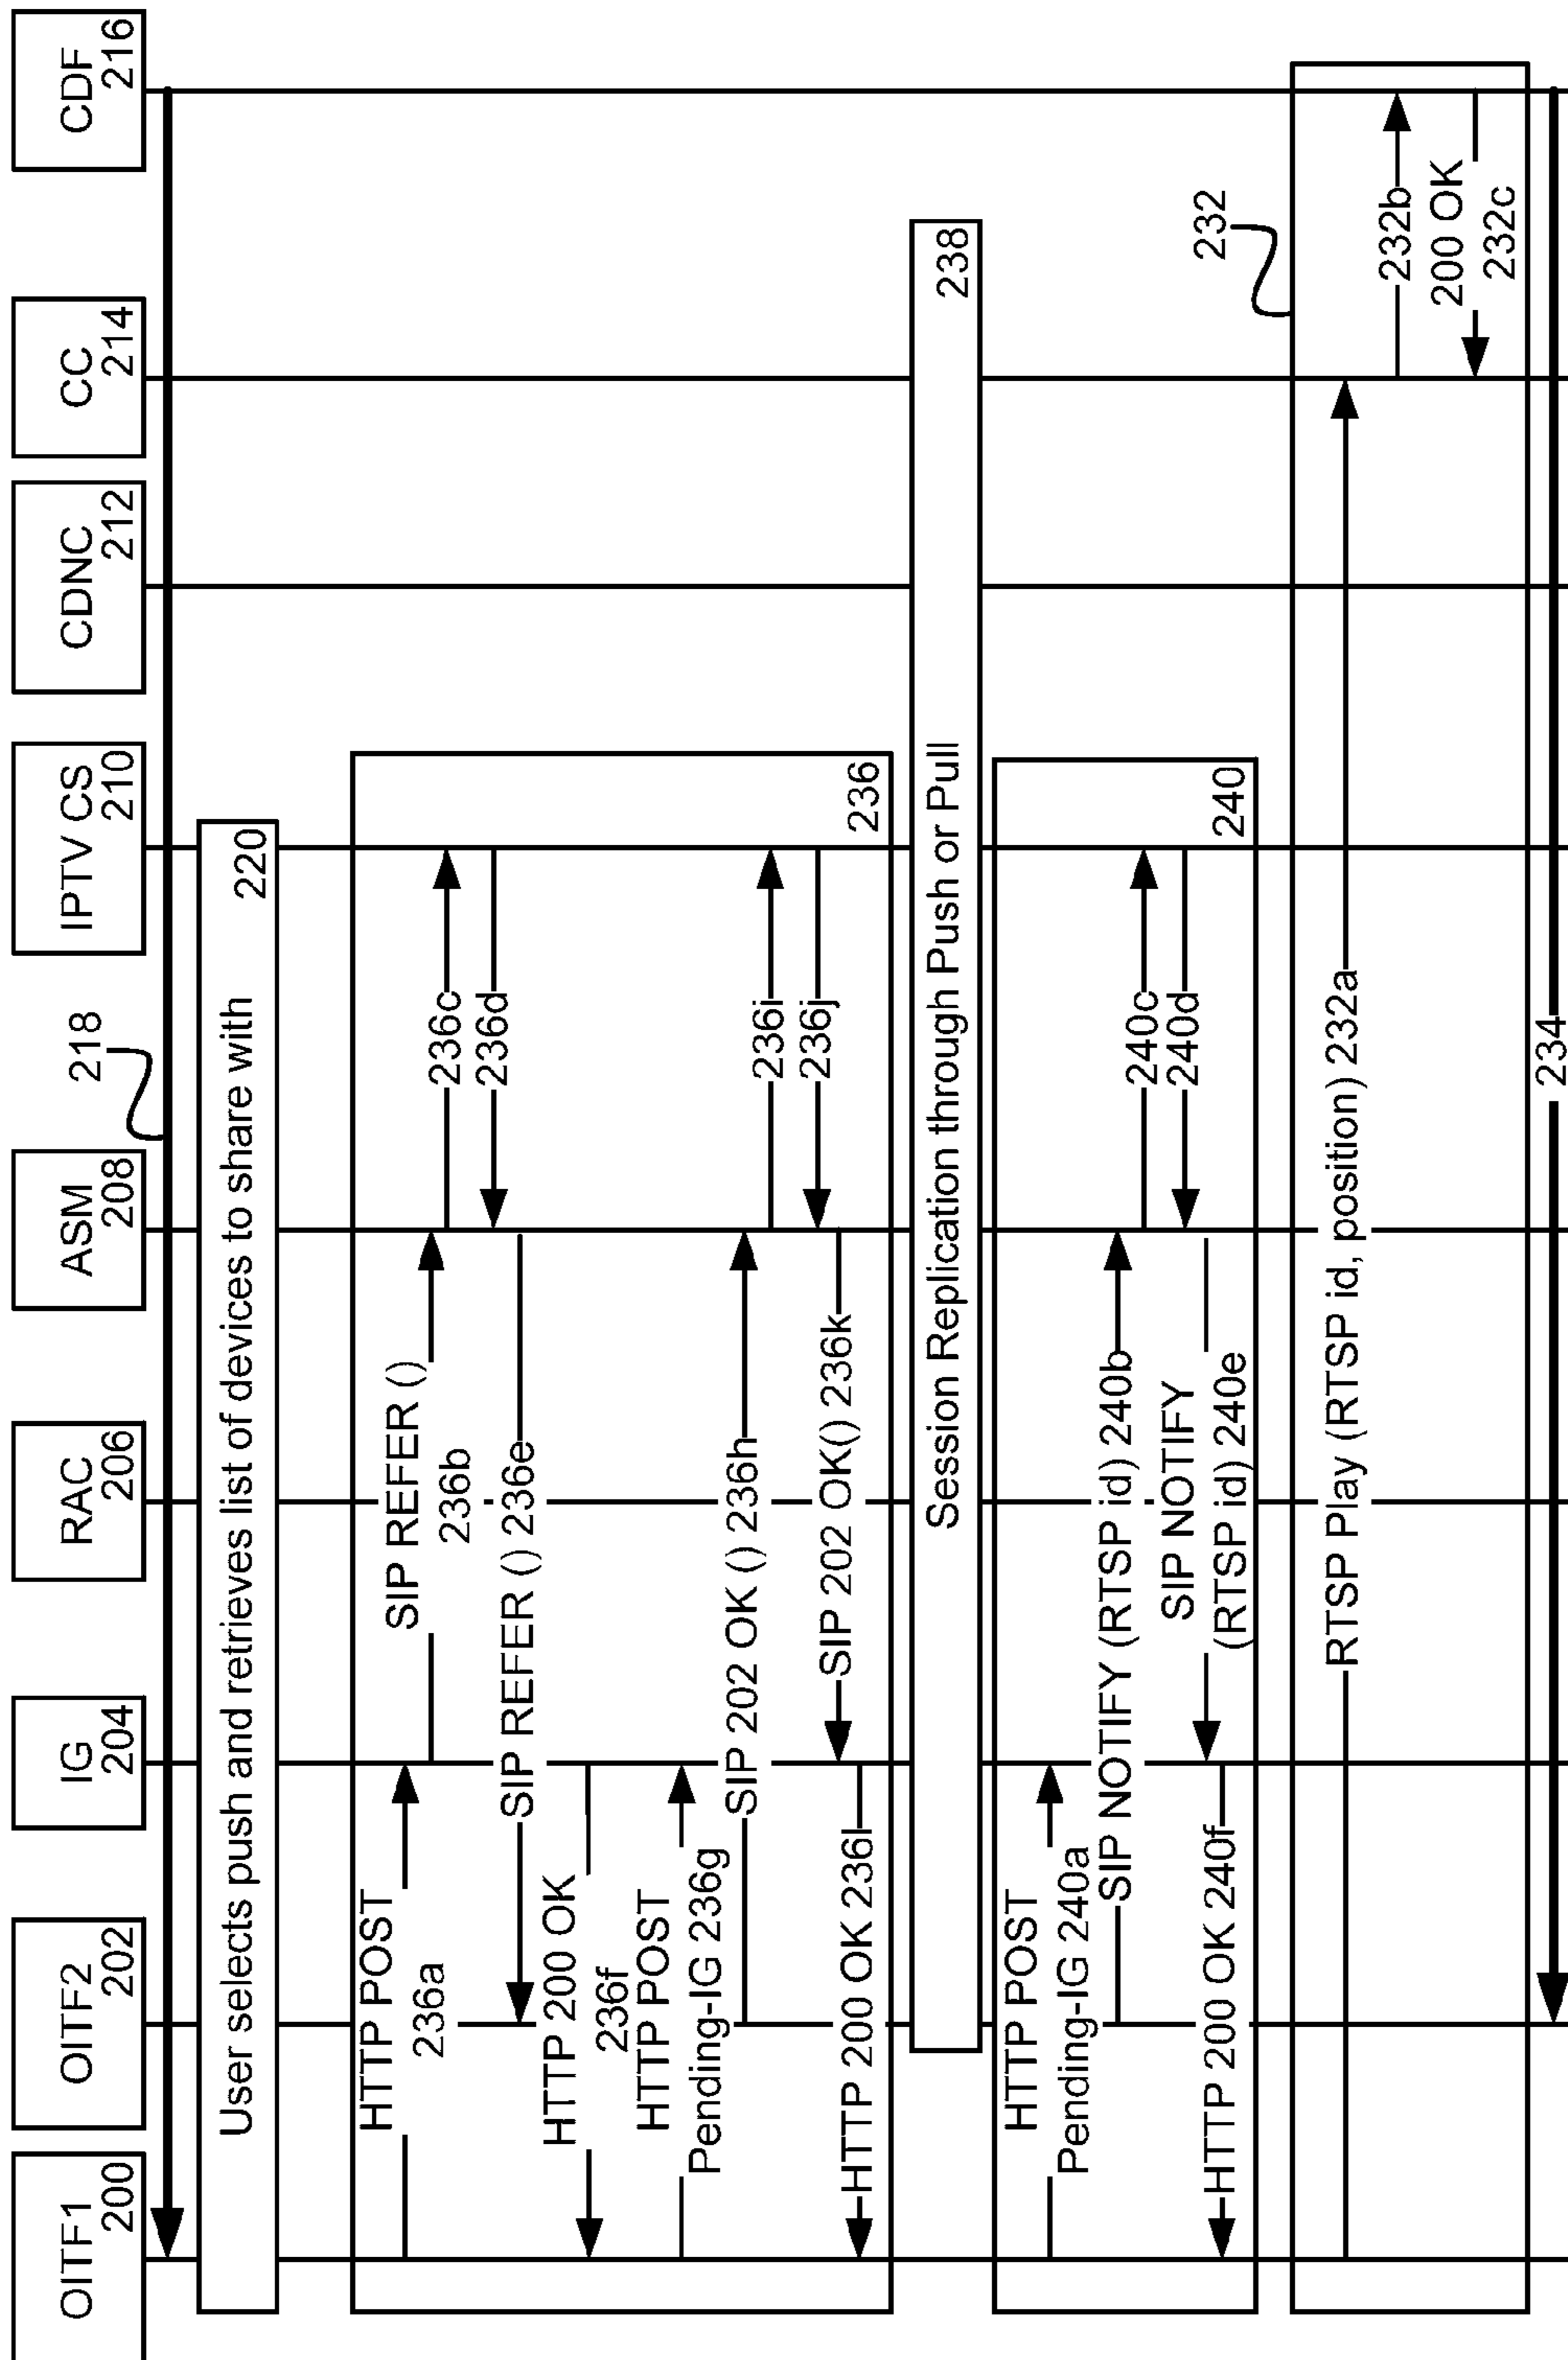 OITF1
200
OITF2
202
IG
204
RAC
206
ASM
208
IPTV CS
210
CDNC
212
CC
214
CDF
216
218
User selects push and retrieves list of devices to share with
220
HTTP POST
236a
SIP REFER ()
236b
236c
236d
SIP REFER () 236e
HTTP 200 OK
236f
HTTP POST
Pending-IG 236g
SIP 202 OK () 236h
236i
236j
SIP 202 OK() 236k
HTTP 200 OK 236l
236
Session Replication through Push or Pull
238
HTTP POST
Pending-IG 240a
SIP NOTIFY (RTSP id) 240b
240c
240d
SIP NOTIFY
(RTSP id) 240e
HTTP 200 OK 240f
240
232
RTSP Play (RTSP id, position) 232a
232b
200 OK
232c
234